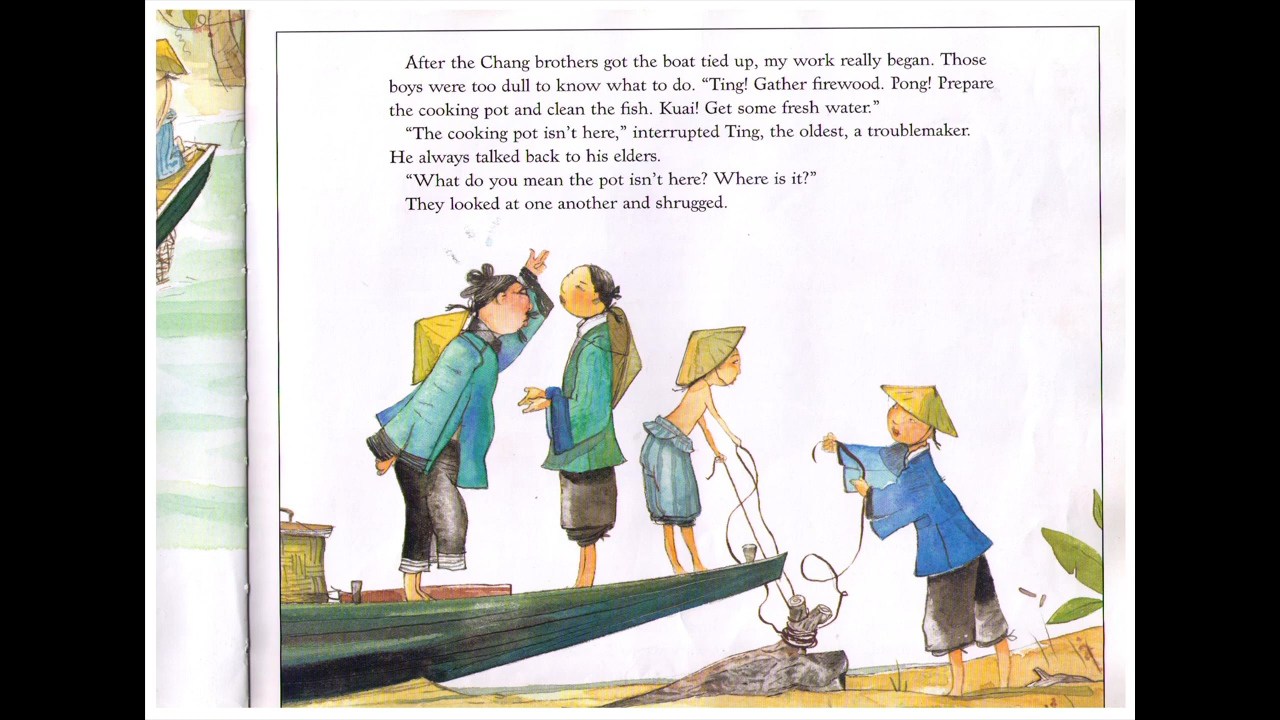 After the Chang brothers got the boat tied up, my work really began. Those
boys were too dull to know what to do. “Ting! Gather firewood. Pong! Prepare
the cooking pot and clean the fish. Kuai! Get some fresh water.”
“The cooking pot isn’t here,” interrupted Ting, the oldest, a troublemaker.
He always talked back to his elders.
“What do you mean the pot isn’t here? Where is it?”
They looked at one another and shrugged.